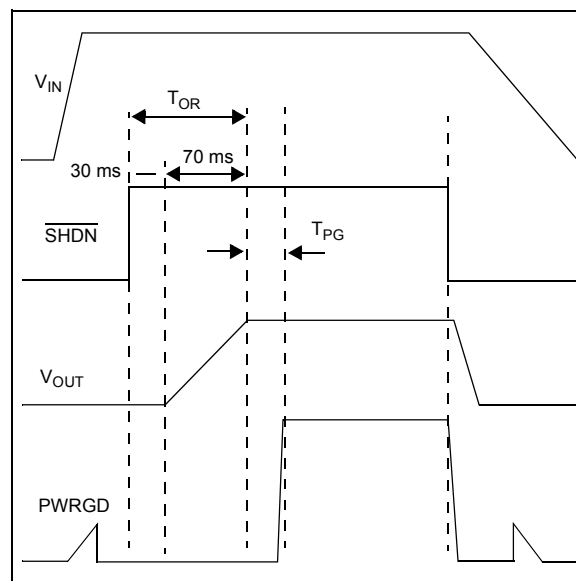 V_IN
T_OR
30 ms
70 ms
SHDN
T_PG
V_OUT
PWRGD